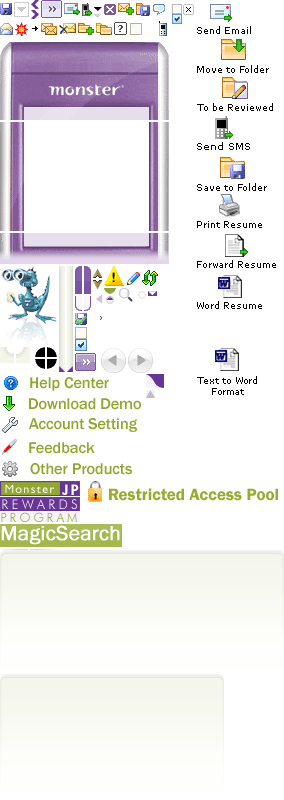 Send Email
Move to Folder
To be Reviewed
monster
Send SMS
Save to Folder
Print Resume
Forward Resume
Word Resume
Text to Word
Format
Help Center
Download Demo
Account Setting
Feedback
Other Products
Monster JP
REWARDS
PROGRAM
Restricted Access Pool
MagicSearch